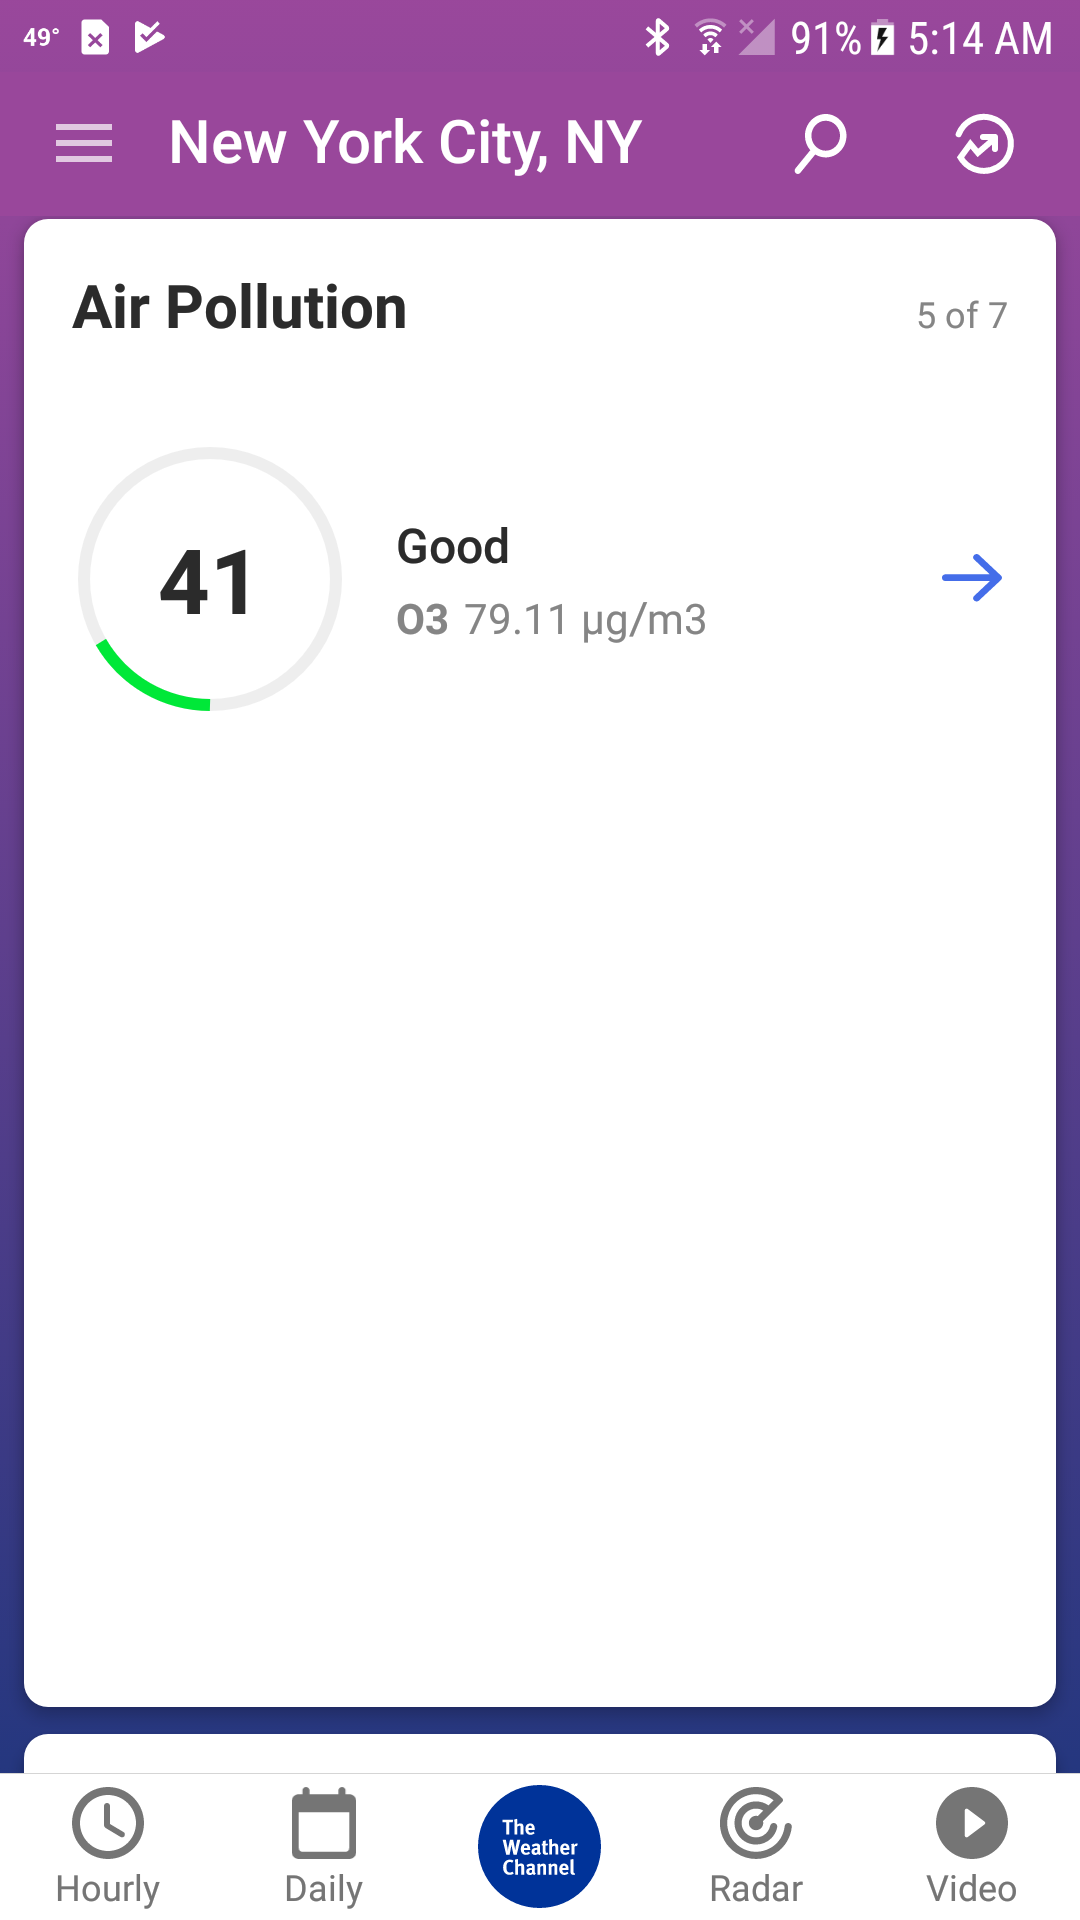 49° 91% 5:14 AM
New York City, NY
Air Pollution 5 of 7
41
Good
O3 79.11 µg/m3
The
Weather
Channel
Hourly Daily Radar Video